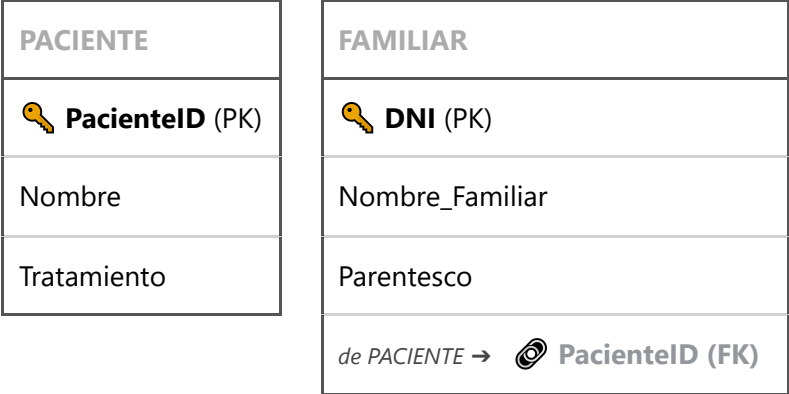 PACIENTE
PacienteID (PK)
Nombre
Tratamiento
FAMILIAR
DNI (PK)
Nombre_Familiar
Parentesco
de PACIENTE ➔ PacienteID (FK)